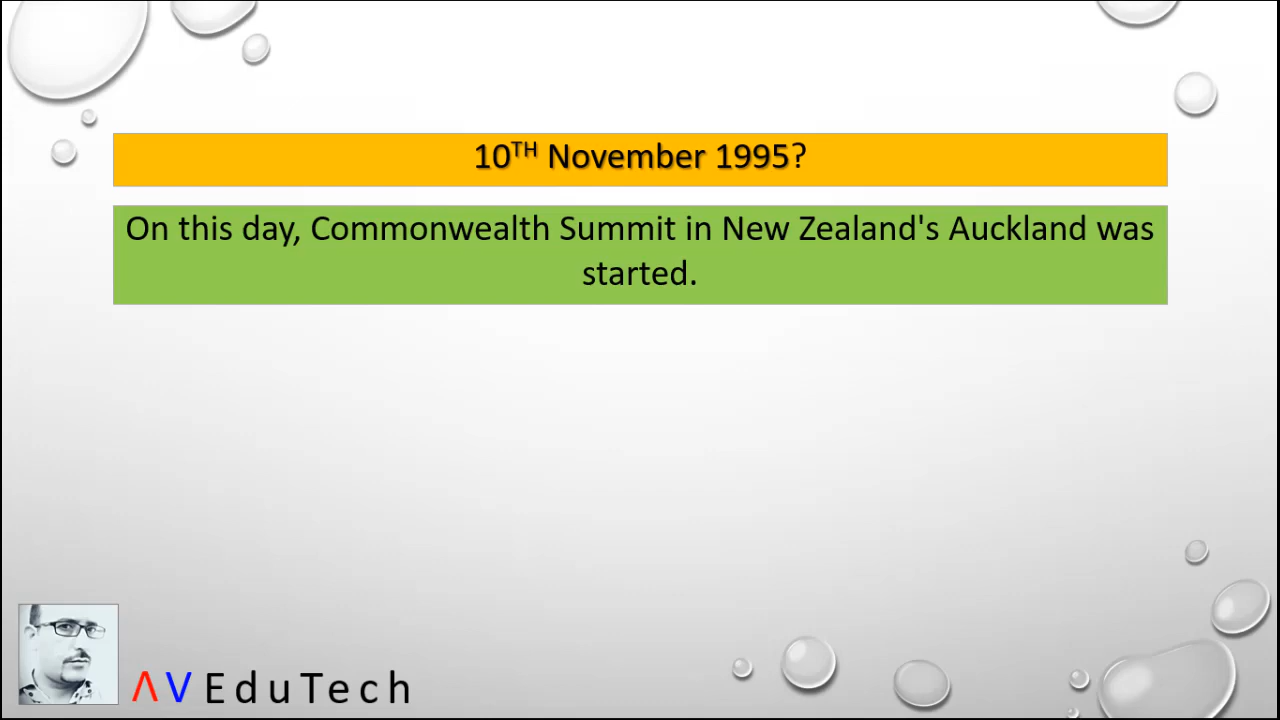 10TH November 1995?
On this day, Commonwealth Summit in New Zealand's Auckland was
started.
ΛV EduTech